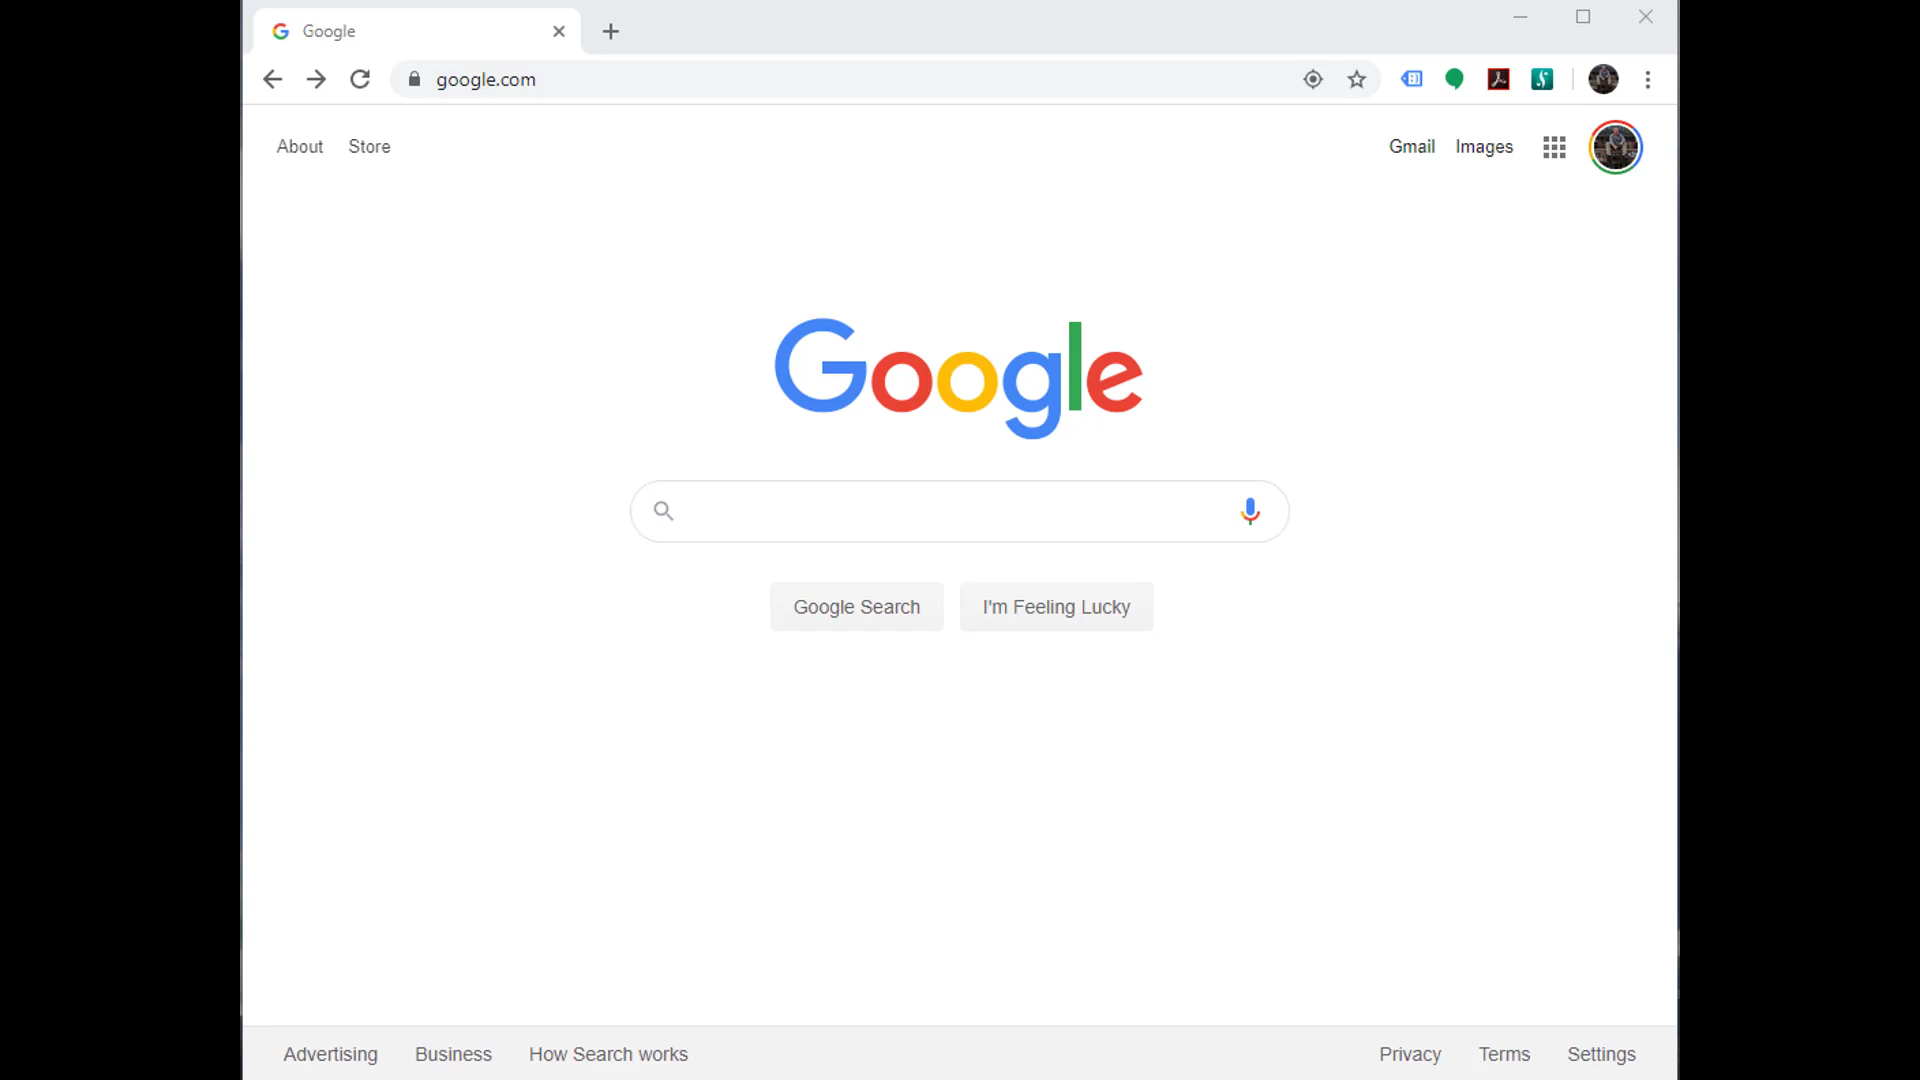 Google
google.com
About Store Gmail Images
Google
Google Search I'm Feeling Lucky
Advertising Business How Search works Privacy Terms Settings